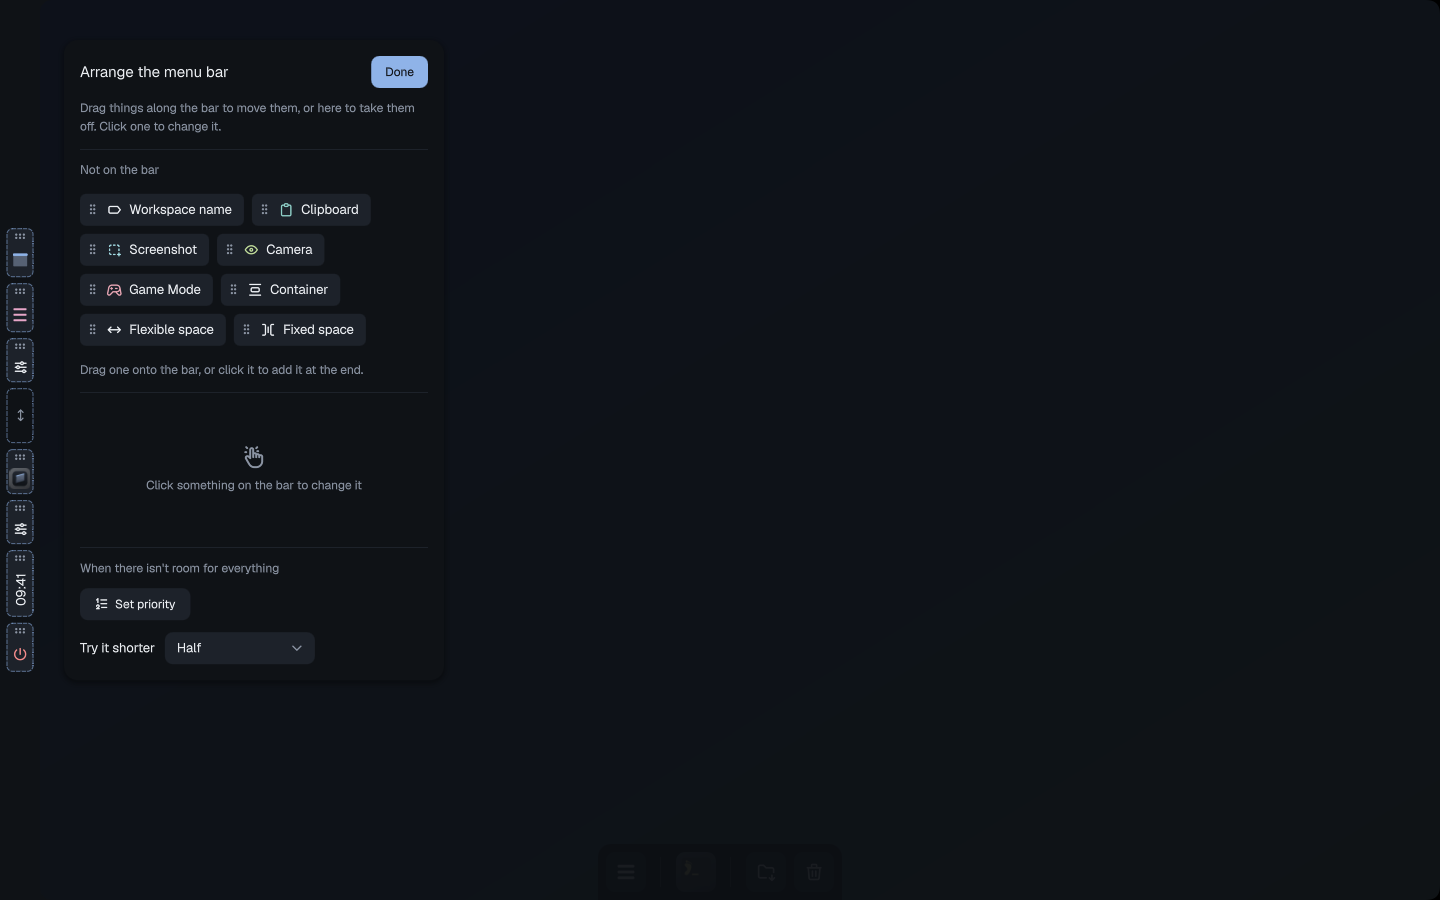 Arrange the menu bar
Done
Drag things along the bar to move them, or here to take them
off. Click one to change it.
Not on the bar
Workspace name
Clipboard
Screenshot
Camera
Game Mode
Container
Flexible space
Fixed space
Drag one onto the bar, or click it to add it at the end.
Click something on the bar to change it
When there isn't room for everything
Set priority
Try it shorter
Half
09:41